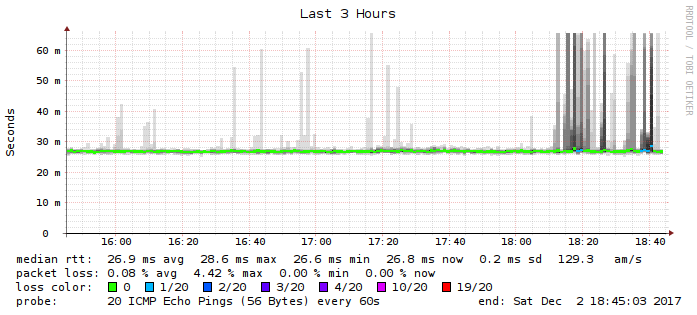 Last 3 Hours
RRDTOOL / TOBI OETIKER
Seconds
60 m
50 m
40 m
30 m
20 m
10 m
0
16:00 16:20 16:40 17:00 17:20 17:40 18:00 18:20 18:40
median rtt: 26.9 ms avg 28.6 ms max 26.6 ms min 26.8 ms now 0.2 ms sd 129.3 am/s
packet loss: 0.08 % avg 4.42 % max 0.00 % min 0.00 % now
loss color: 0 1/20 2/20 3/20 4/20 10/20 19/20
probe: 20 ICMP Echo Pings (56 Bytes) every 60s end: Sat Dec 2 18:45:03 2017